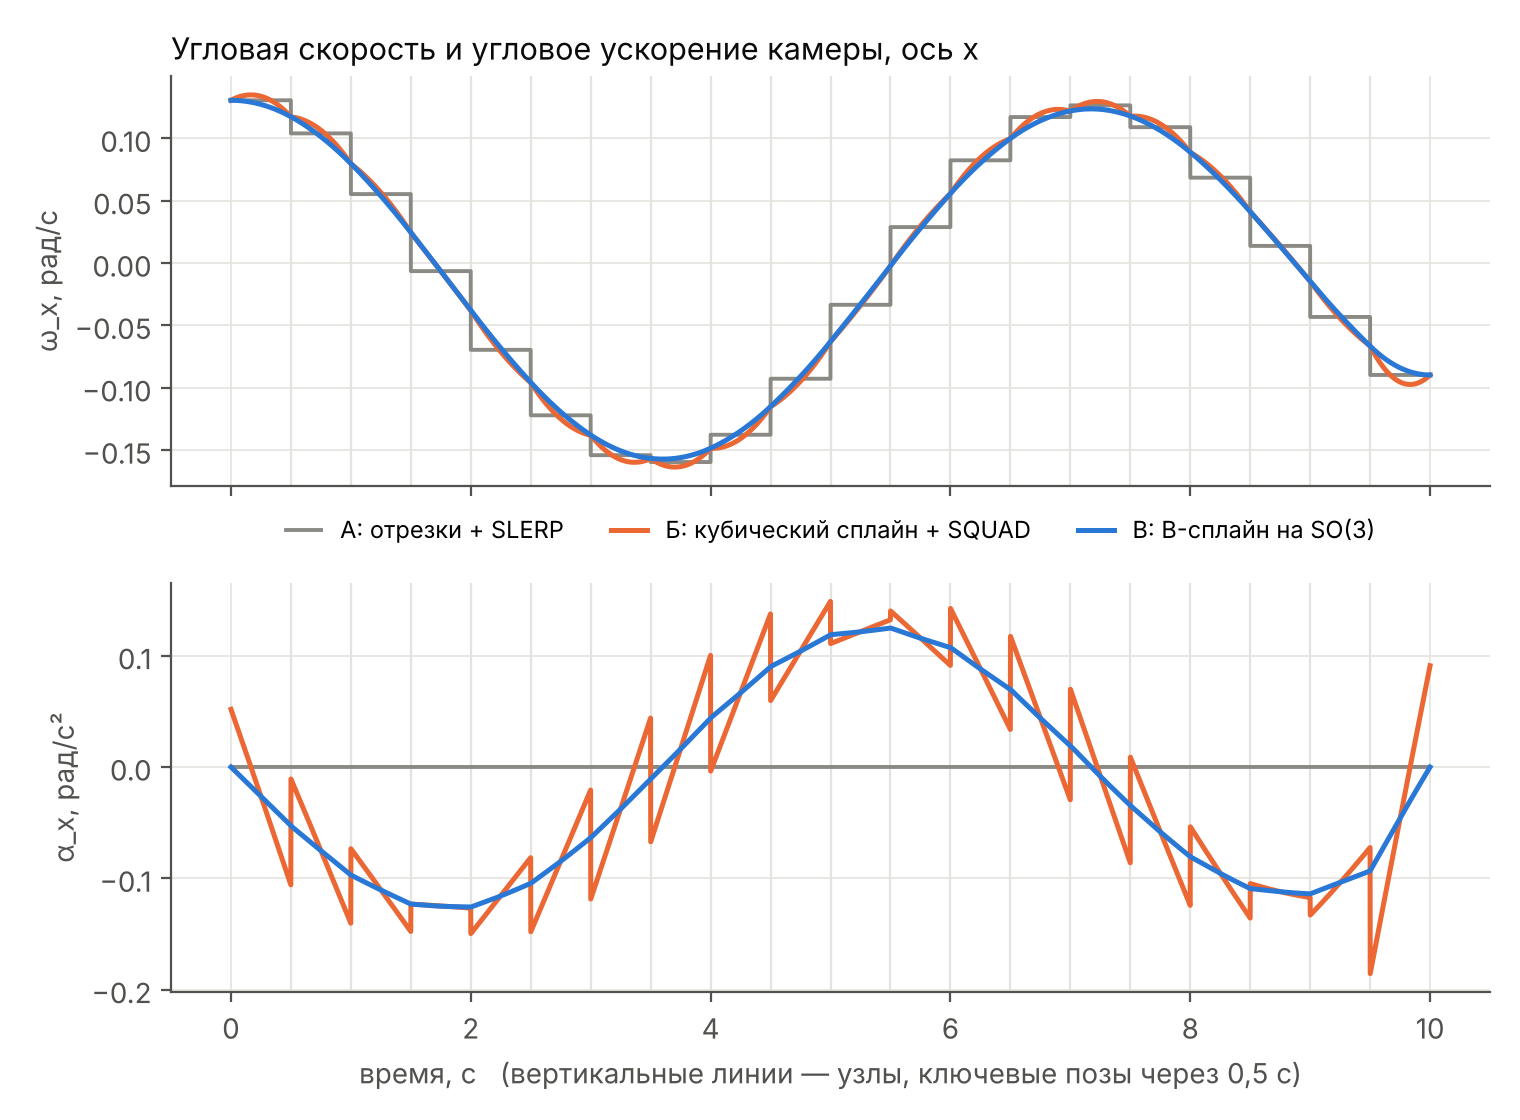 Угловая скорость и угловое ускорение камеры, ось x
ω_x, рад/с
0.10
0.05
0.00
−0.05
−0.10
−0.15
А: отрезки + SLERP
Б: кубический сплайн + SQUAD
В: B-сплайн на SO(3)
α_x, рад/с²
0.1
0.0
−0.1
−0.2
0 2 4 6 8 10
время, с (вертикальные линии — узлы, ключевые позы через 0,5 с)